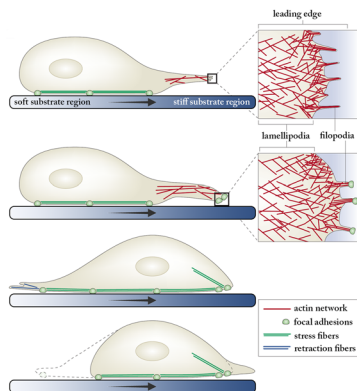 leading edge
soft substrate region
stiff substrate region
lamellipodia
filopodia
actin network
focal adhesions
stress fibers
retraction fibers